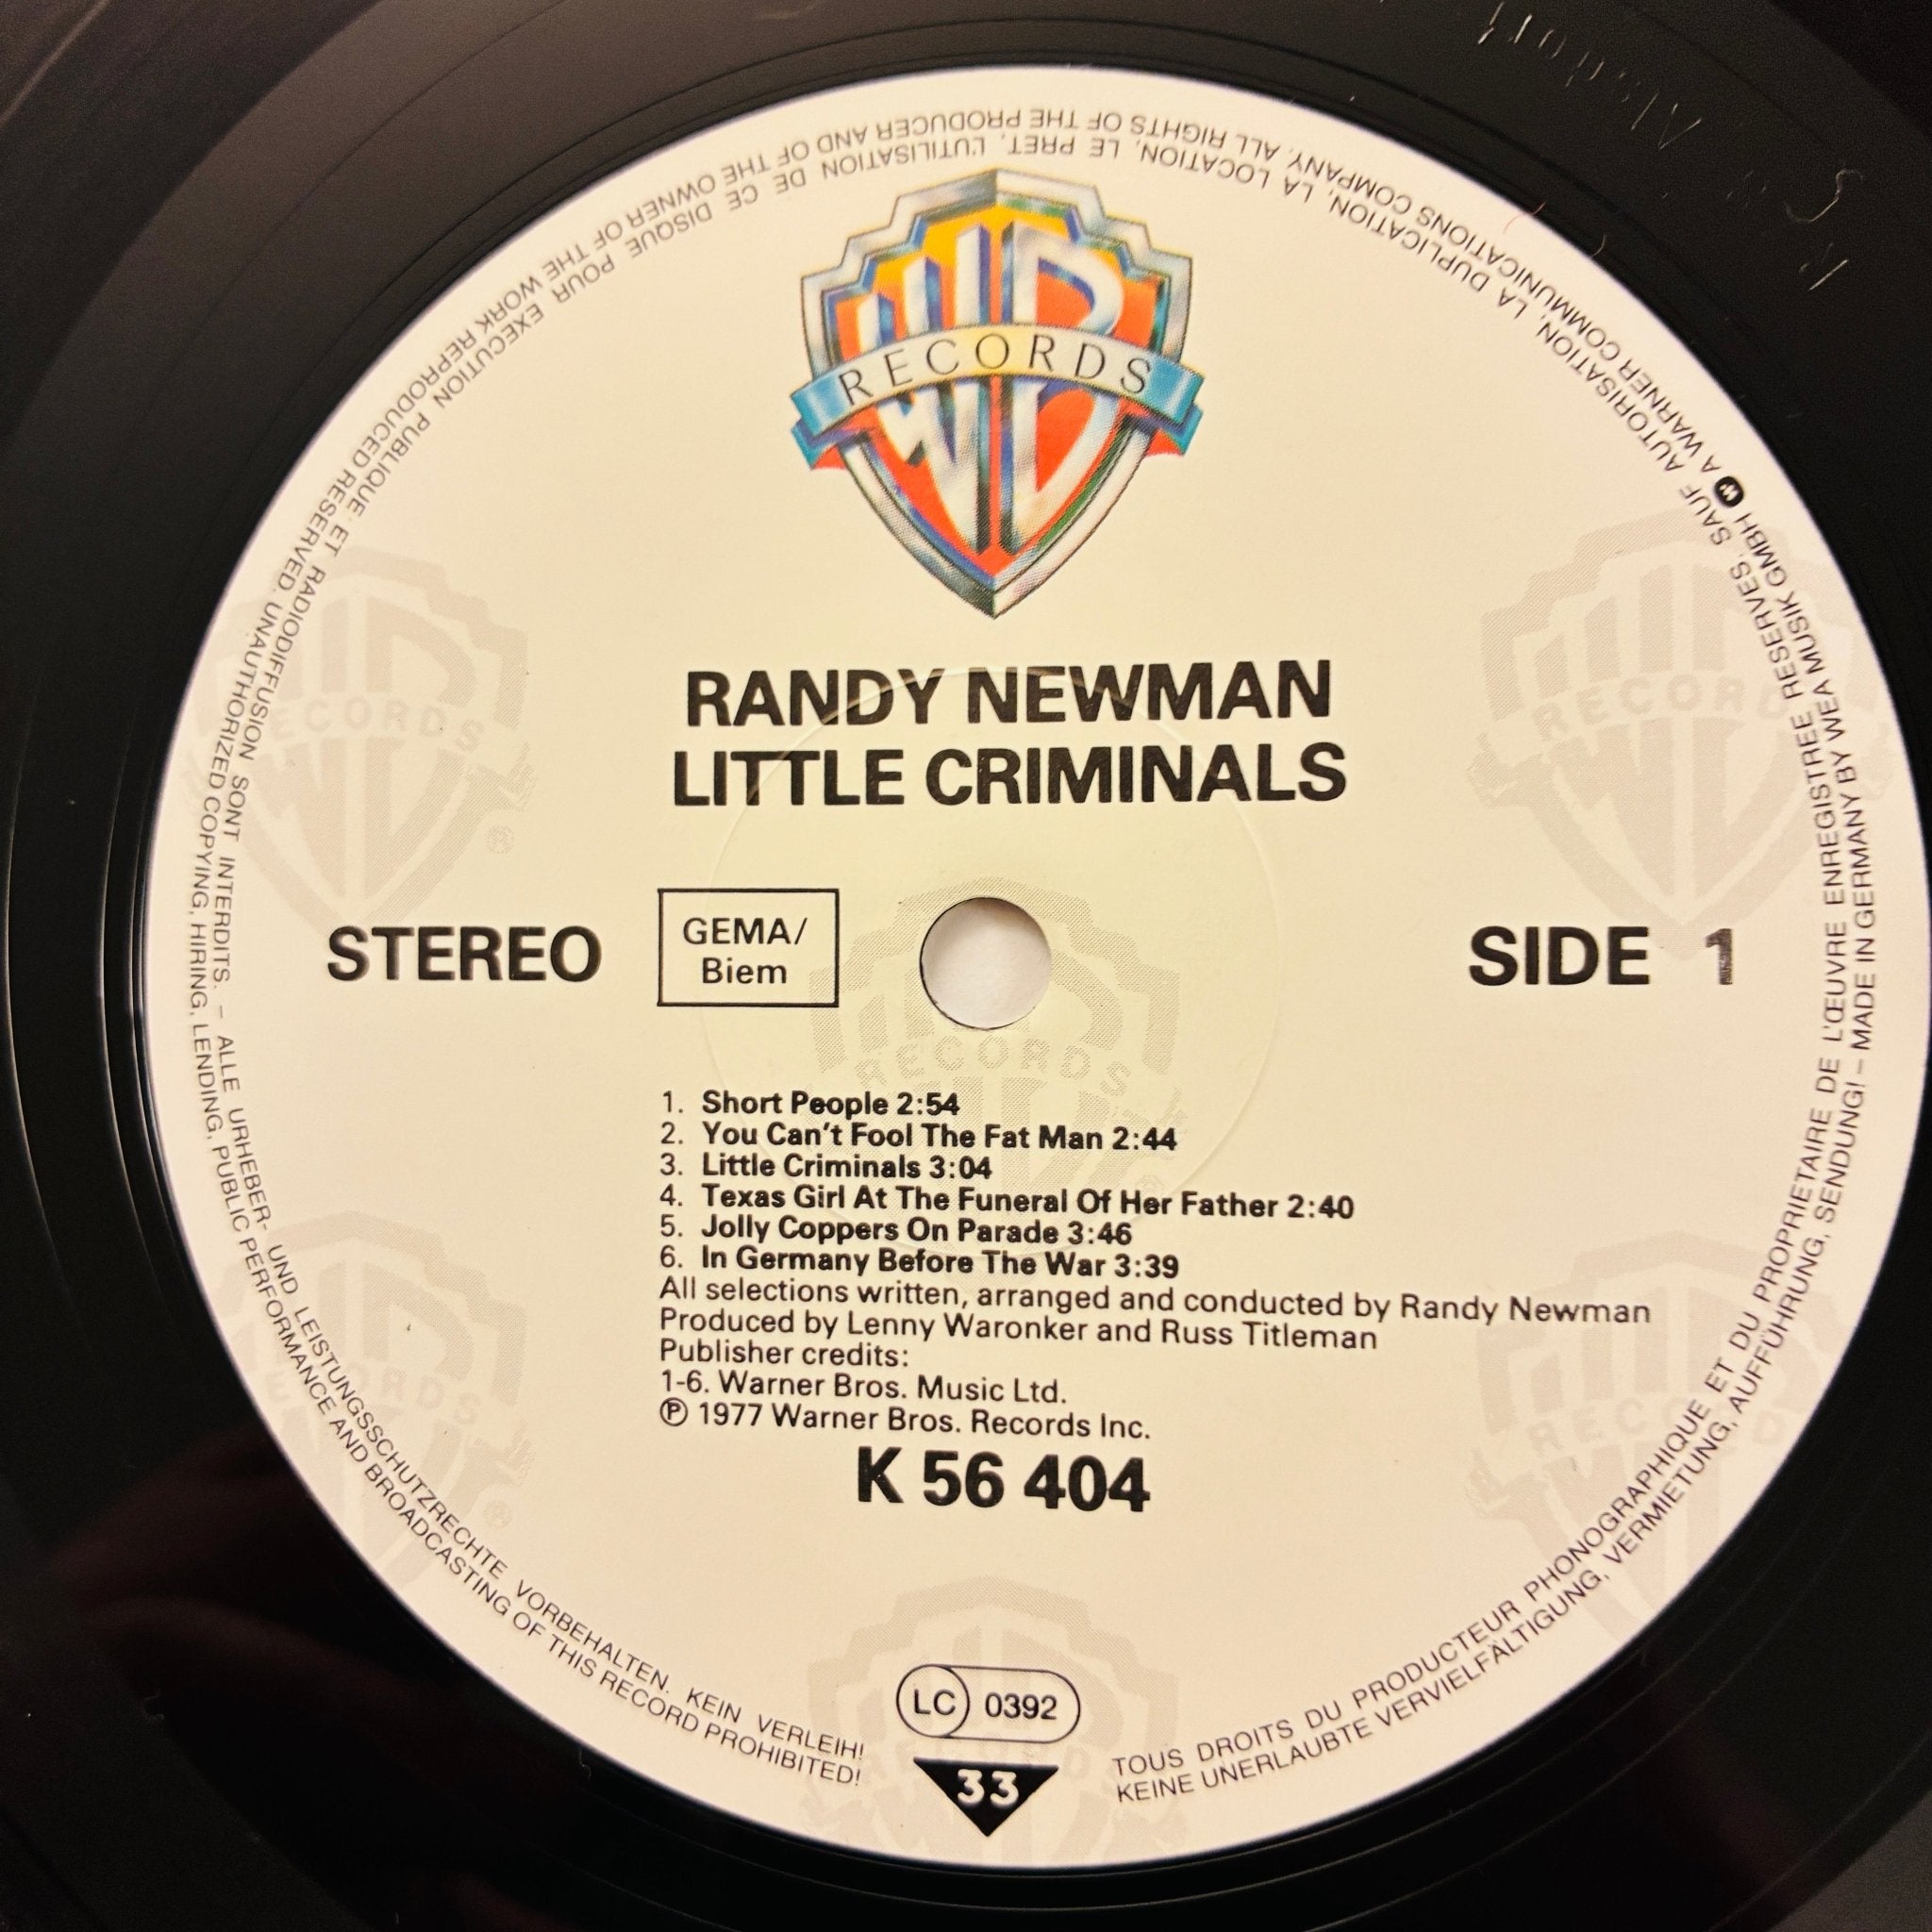 RECORDS
RANDY NEWMAN
LITTLE CRIMINALS
STEREO
GEMA/
Biem
SIDE 1
1. Short People 2:54
2. You Can't Fool The Fat Man 2:44
3. Little Criminals 3:04
4. Texas Girl At The Funeral Of Her Father 2:40
5. Jolly Coppers On Parade 3:46
6. In Germany Before The War 3:39
All selections written, arranged and conducted by Randy Newman
Produced by Lenny Waronker and Russ Titleman
Publisher credits:
1-6. Warner Bros. Music Ltd.
Ⓟ 1977 Warner Bros. Records Inc.
K 56 404
LC 0392
33
TOUS DROITS DU PRODUCTEUR PHONOGRAPHIQUE ET DU PROPRIETAIRE DE L'ŒUVRE ENREGISTREE RESERVES. SAUF AUTORISATION, LA DUPLICATION, LA LOCATION, LE PRET, L'UTILISATION DE CE DISQUE POUR EXECUTION PUBLIQUE ET RADIODIFFUSION SONT INTERDITS. – ALLE URHEBER- UND LEISTUNGSSCHUTZRECHTE VORBEHALTEN. KEIN VERLEIH!
KEINE UNERLAUBTE VERVIELFÄLTIGUNG, VERMIETUNG, AUFFÜHRUNG, SENDUNG! – MADE IN GERMANY BY WEA MUSIK GMBH A WARNER COMMUNICATIONS COMPANY. ALL RIGHTS OF THE PRODUCER AND OF THE OWNER OF THE WORK REPRODUCED RESERVED. UNAUTHORIZED COPYING, HIRING, LENDING, PUBLIC PERFORMANCE AND BROADCASTING OF THIS RECORD PROHIBITED!